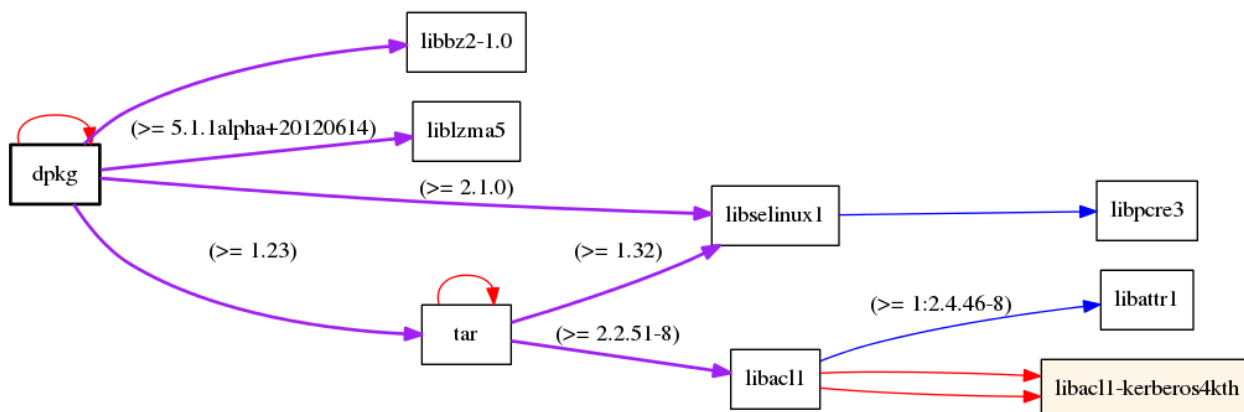 libbz2-1.0
(>= 5.1.1alpha+20120614)
liblzma5
dpkg
(>= 2.1.0)
libselinux1
libpcre3
(>= 1.23)
(>= 1.32)
(>= 1:2.4.46-8)
libattr1
tar
(>= 2.2.51-8)
libacl1
libacl1-kerberos4kth